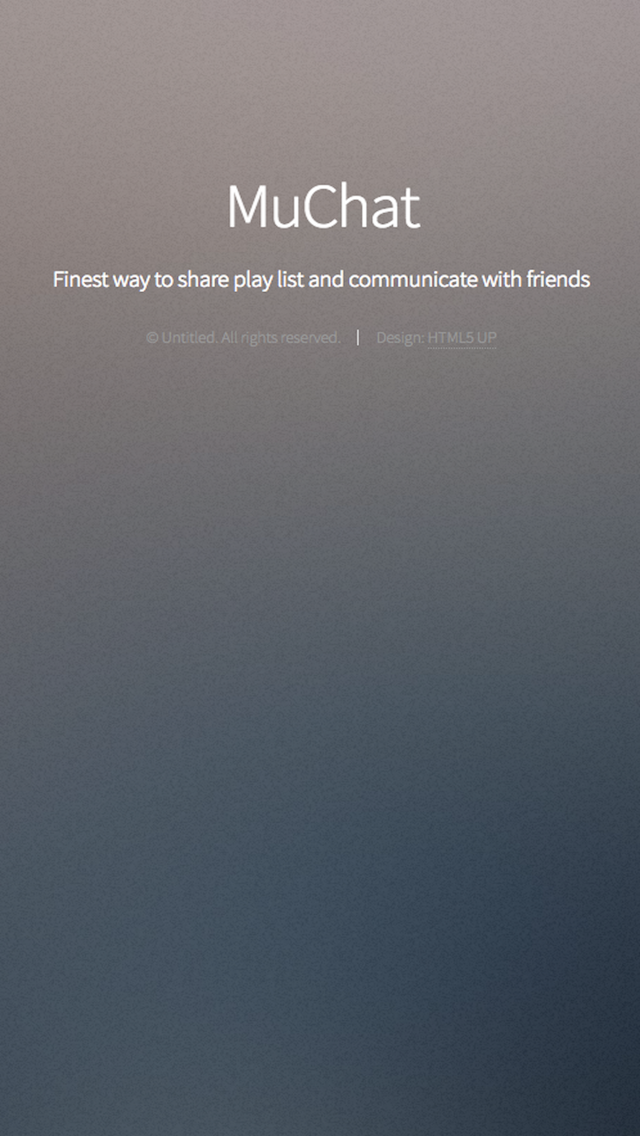 MuChat
Finest way to share play list and communicate with friends
© Untitled. All rights reserved. | Design: HTML5 UP